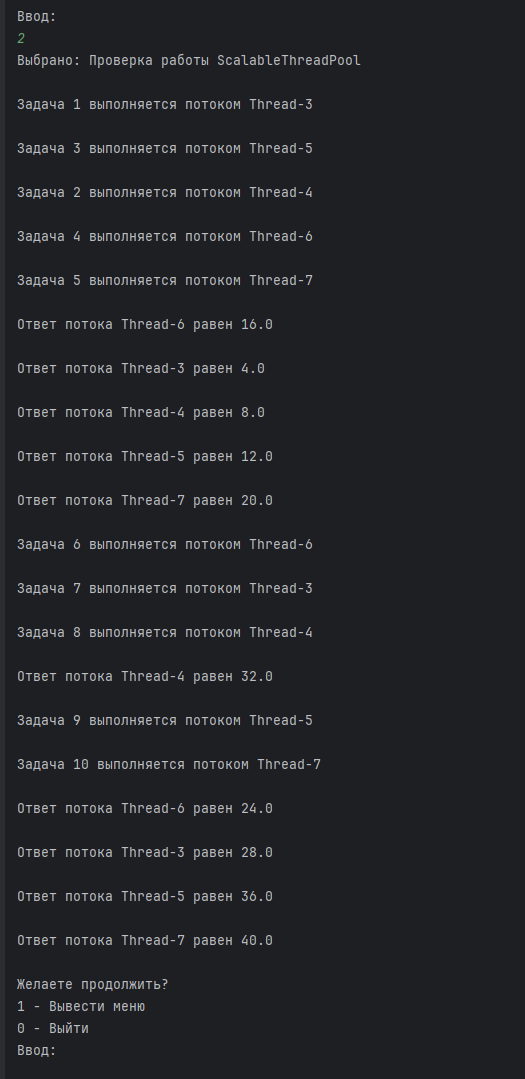 Ввод:
2
Выбрано: Проверка работы ScalableThreadPool
Задача 1 выполняется потоком Thread-3
Задача 3 выполняется потоком Thread-5
Задача 2 выполняется потоком Thread-4
Задача 4 выполняется потоком Thread-6
Задача 5 выполняется потоком Thread-7
Ответ потока Thread-6 равен 16.0
Ответ потока Thread-3 равен 4.0
Ответ потока Thread-4 равен 8.0
Ответ потока Thread-5 равен 12.0
Ответ потока Thread-7 равен 20.0
Задача 6 выполняется потоком Thread-6
Задача 7 выполняется потоком Thread-3
Задача 8 выполняется потоком Thread-4
Ответ потока Thread-4 равен 32.0
Задача 9 выполняется потоком Thread-5
Задача 10 выполняется потоком Thread-7
Ответ потока Thread-6 равен 24.0
Ответ потока Thread-3 равен 28.0
Ответ потока Thread-5 равен 36.0
Ответ потока Thread-7 равен 40.0
Желаете продолжить?
1 - Вывести меню
0 - Выйти
Ввод: